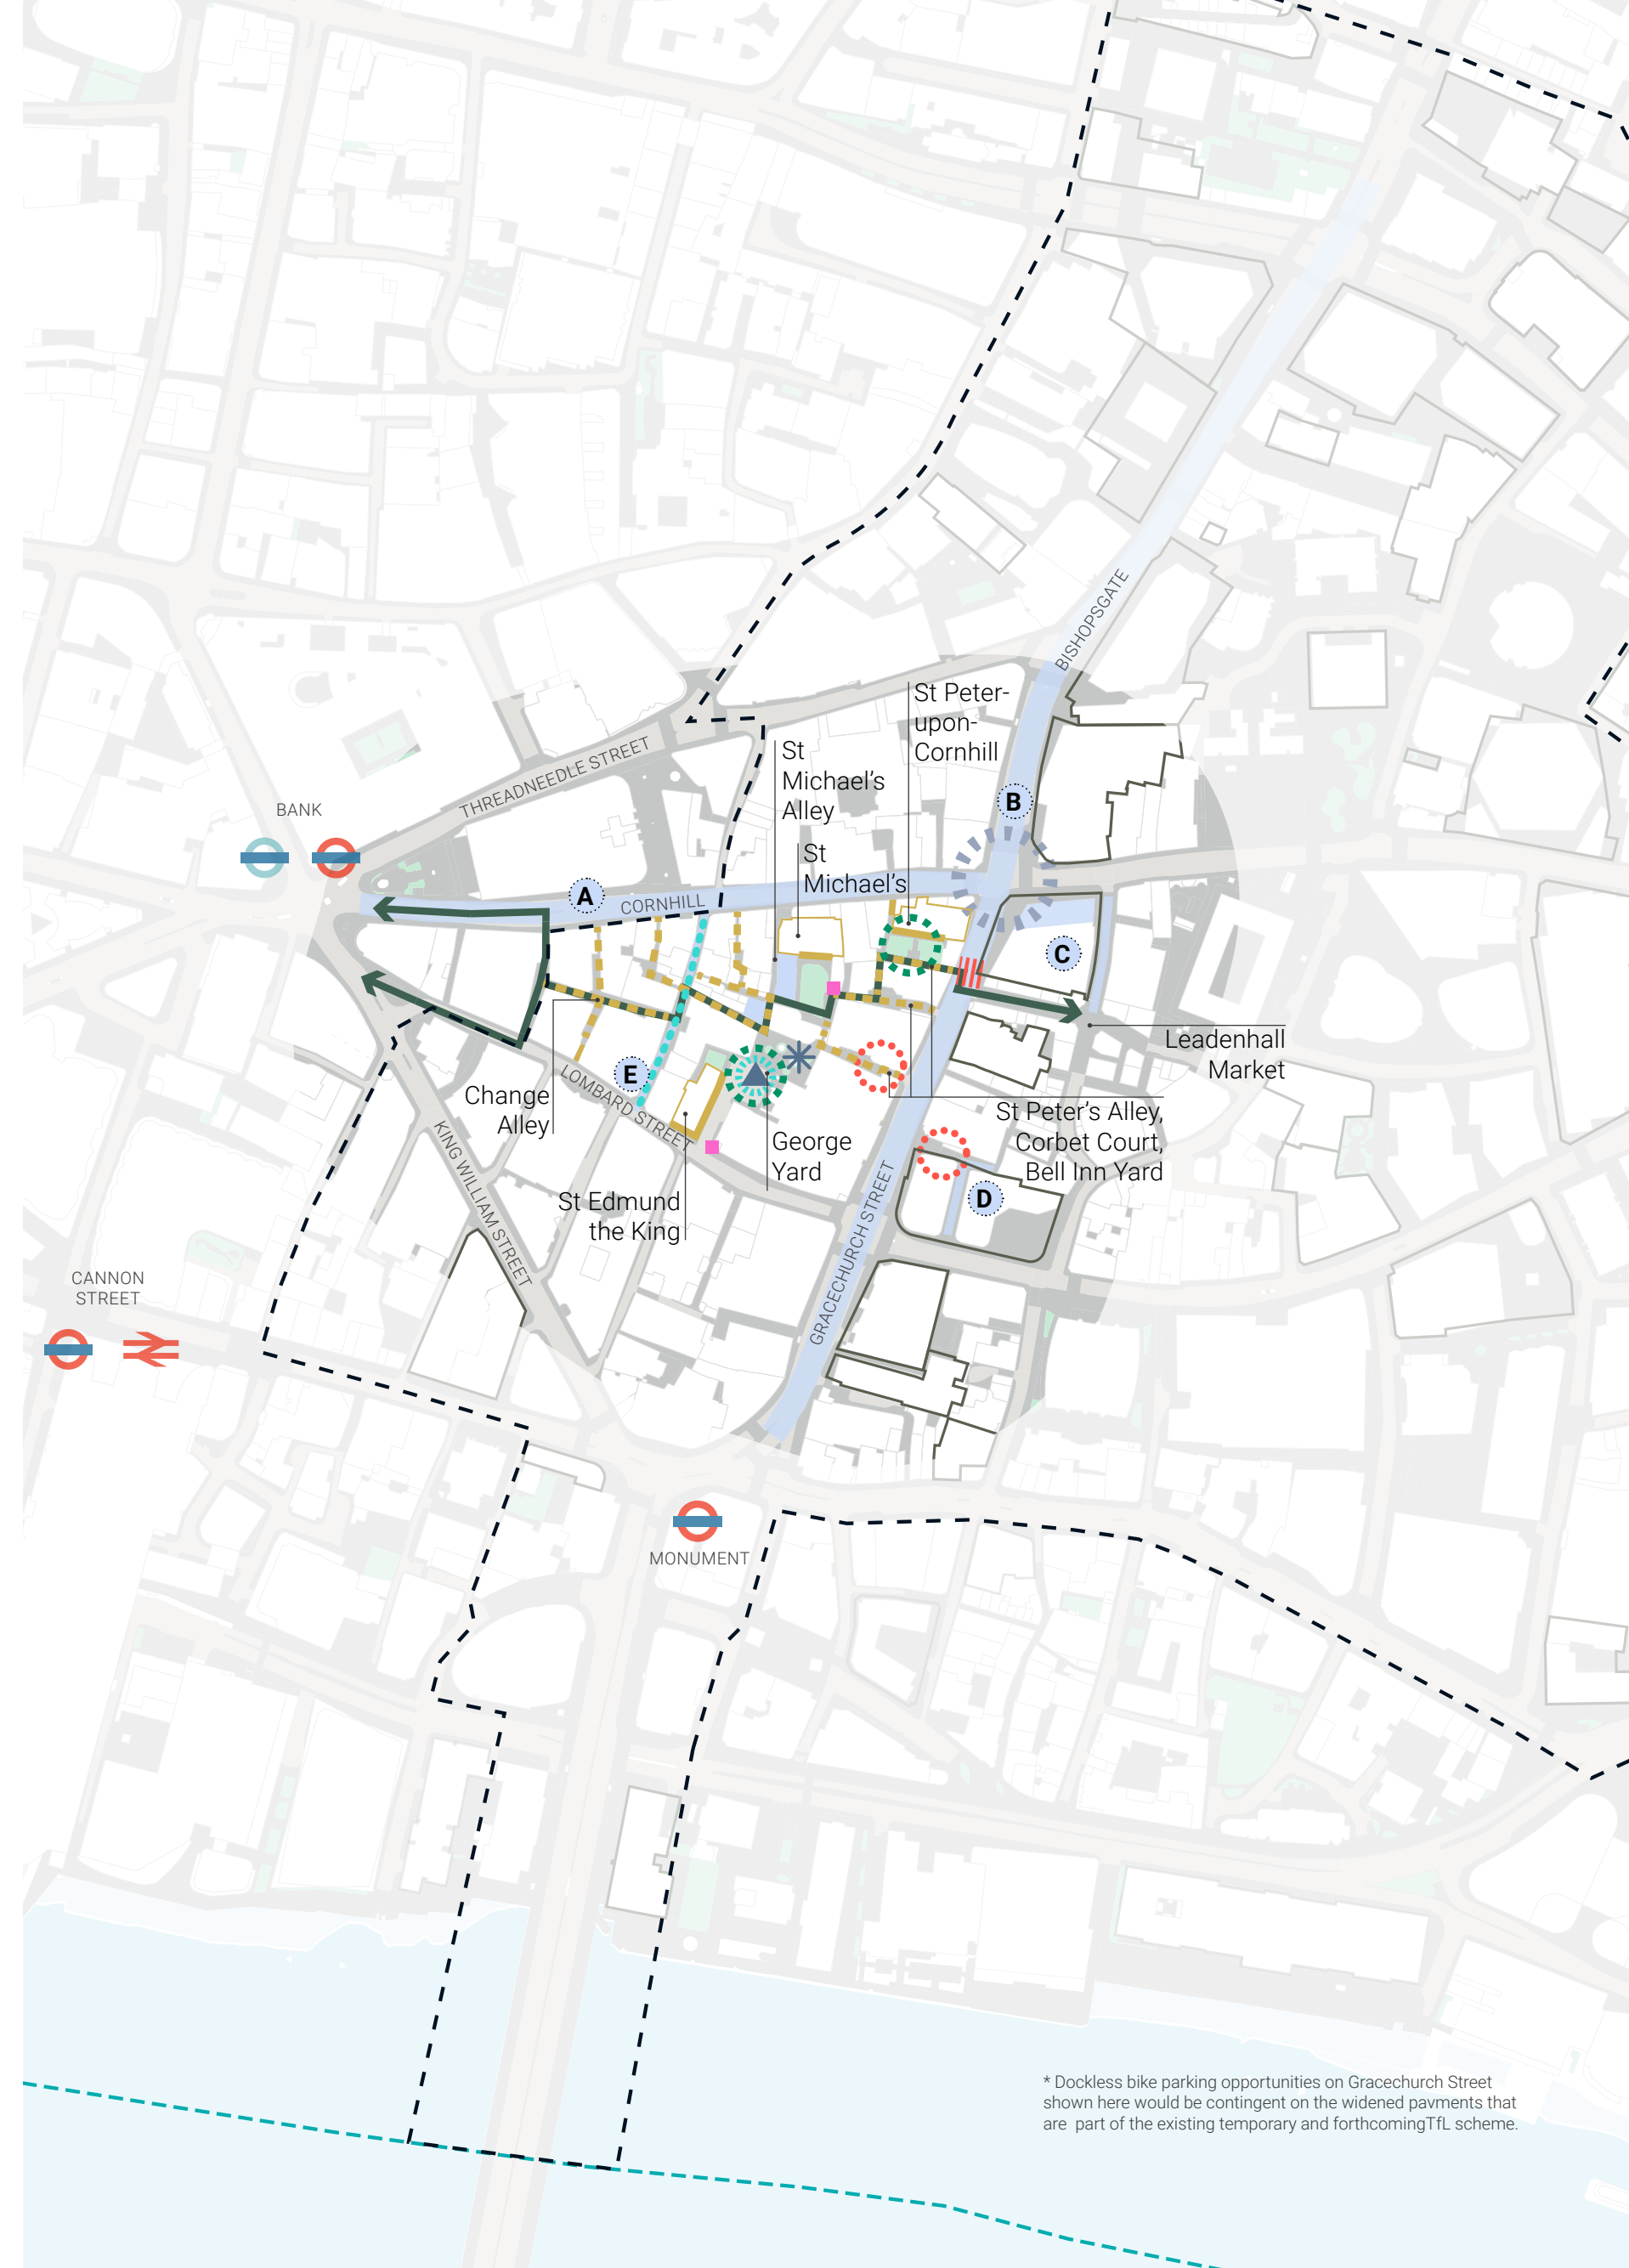 BISHOPSGATE
St Peter-
upon-
Cornhill
THREADNEEDLE STREET
St
Michael's
Alley
B
BANK
St
Michael's
A
CORNHILL
C
Leadenhall
Market
E
LOMBARD STREET
Change
Alley
St Peter's Alley,
Corbet Court,
Bell Inn Yard
KING WILLIAM STREET
George
Yard
D
St Edmund
the King
GRACECHURCH STREET
CANNON
STREET
MONUMENT
* Dockless bike parking opportunities on Gracechurch Street
shown here would be contingent on the widened pavments that
are part of the existing temporary and forthcomingTfL scheme.